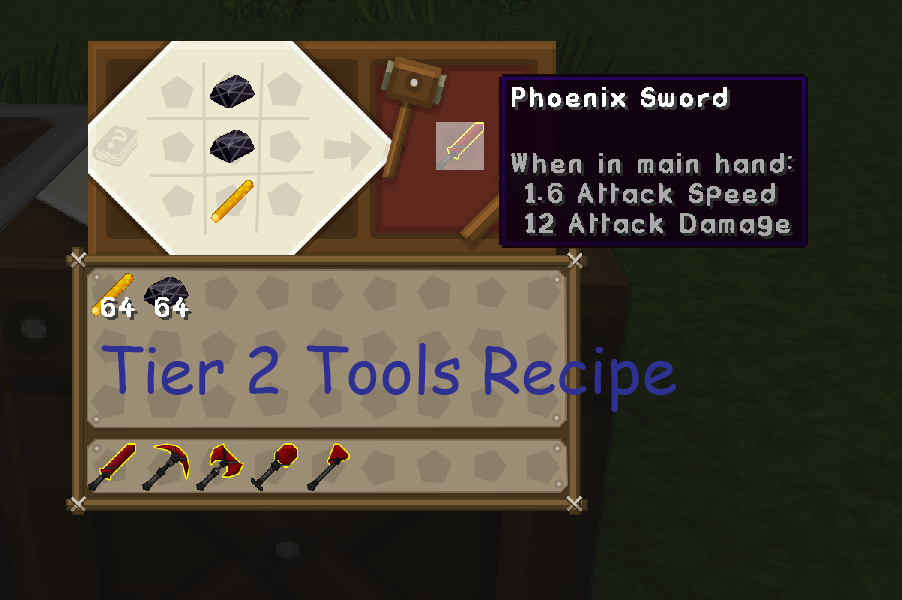 Phoenix Sword
When in main hand:
1.6 Attack Speed
12 Attack Damage
64 64
Tier 2 Tools Recipe